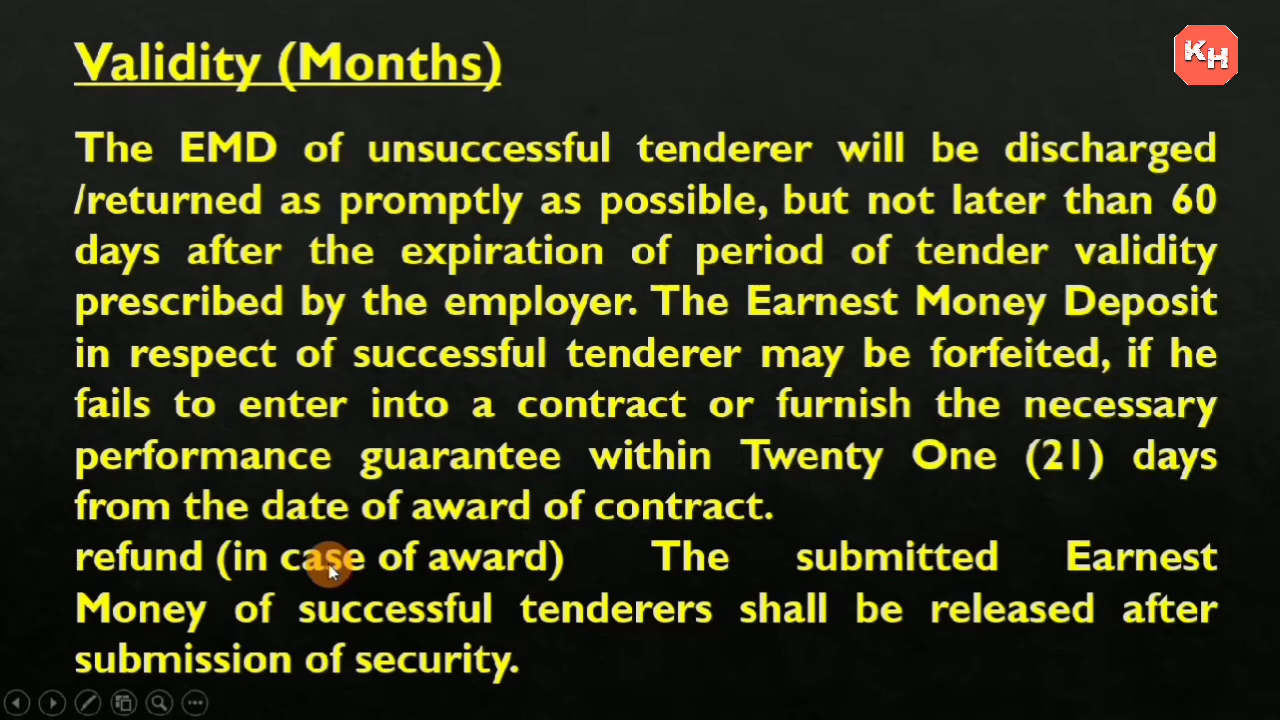 Validity (Months)
KH
The EMD of unsuccessful tenderer will be discharged
/returned as promptly as possible, but not later than 60
days after the expiration of period of tender validity
prescribed by the employer. The Earnest Money Deposit
in respect of successful tenderer may be forfeited, if he
fails to enter into a contract or furnish the necessary
performance guarantee within Twenty One (21) days
from the date of award of contract.
refund (in case of award) The submitted Earnest
Money of successful tenderers shall be released after
submission of security.